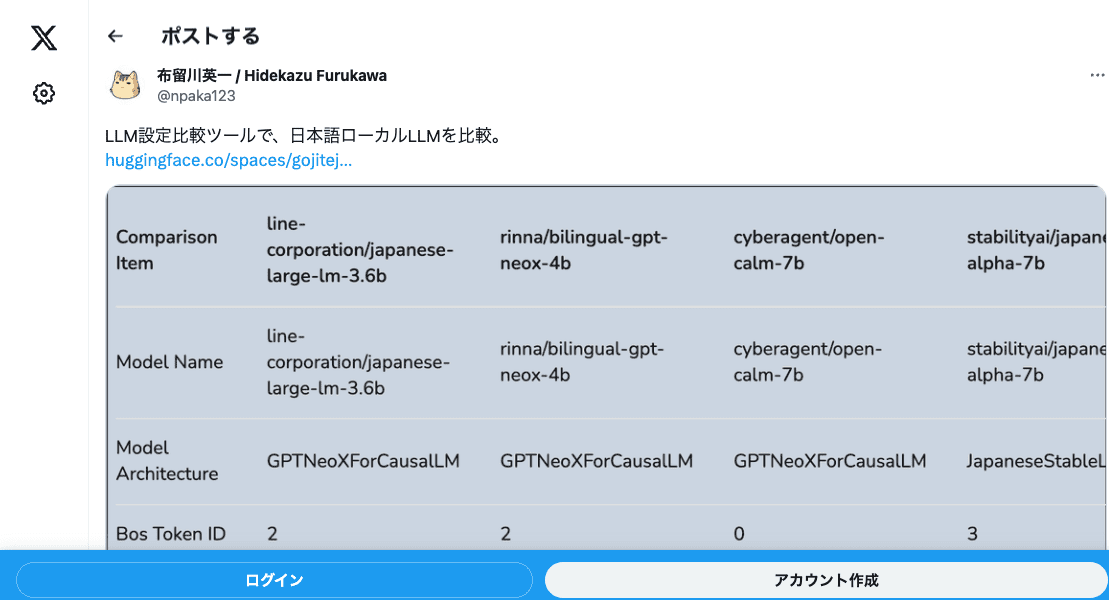 ポストする
布留川英一 / Hidekazu Furukawa
@npaka123
LLM設定比較ツールで、日本語ローカルLLMを比較。
huggingface.co/spaces/gojitej...
Comparison
Item
line-
corporation/japanese-
large-lm-3.6b
rinna/bilingual-gpt-
neox-4b
cyberagent/open-
calm-7b
stabilityai/japane
alpha-7b
Model Name
line-
corporation/japanese-
large-lm-3.6b
rinna/bilingual-gpt-
neox-4b
cyberagent/open-
calm-7b
stabilityai/japane
alpha-7b
Model
Architecture
GPTNeoXForCausalLM
GPTNeoXForCausalLM
GPTNeoXForCausalLM
JapaneseStableL
Bos Token ID
2
2
0
3
ログイン
アカウント作成